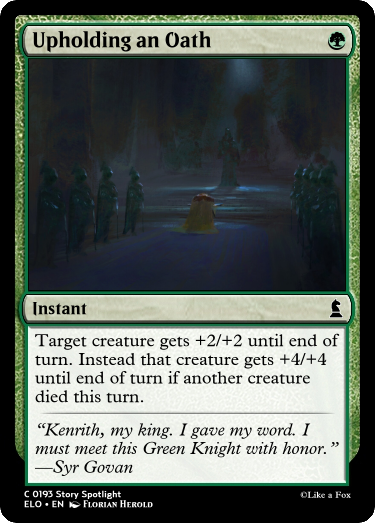 Upholding an Oath
Instant
Target creature gets +2/+2 until end of
turn. Instead that creature gets +4/+4
until end of turn if another creature
died this turn.
“Kenrith, my king. I gave my word. I
must meet this Green Knight with honor.”
—Syr Govan
C 0193 Story Spotlight
ELO • EN Florian Herold
©Like a Fox